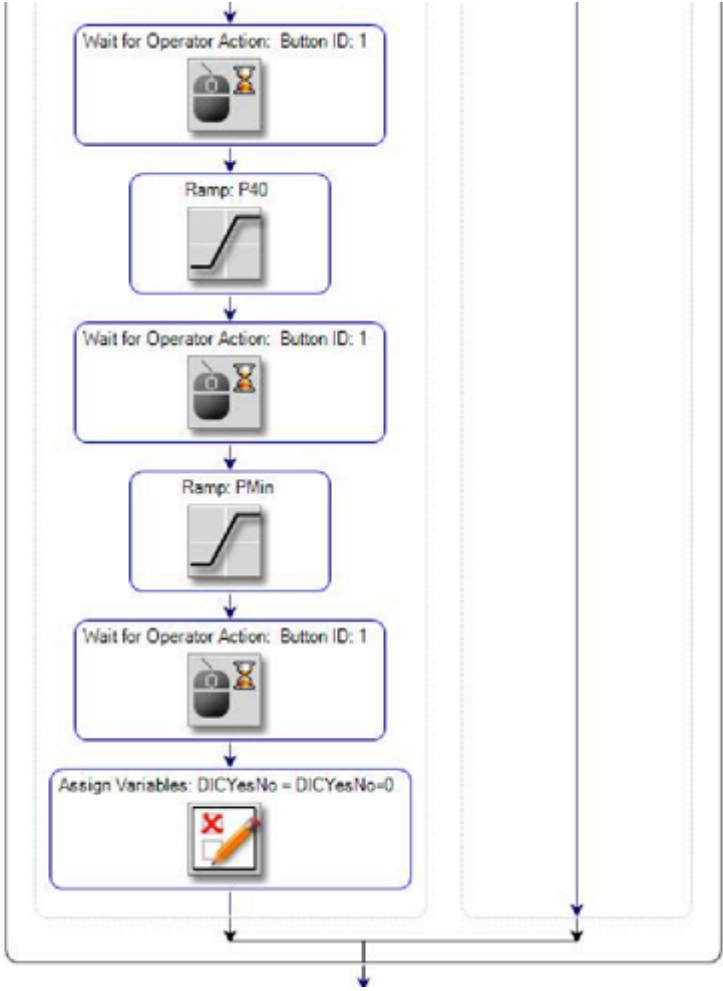 Wait for Operator Action: Button ID: 1
Ramp: P40
Wait for Operator Action: Button ID: 1
Ramp: PMin
Wait for Operator Action: Button ID: 1
Assign Variables: DICYesNo = DICYesNo=0